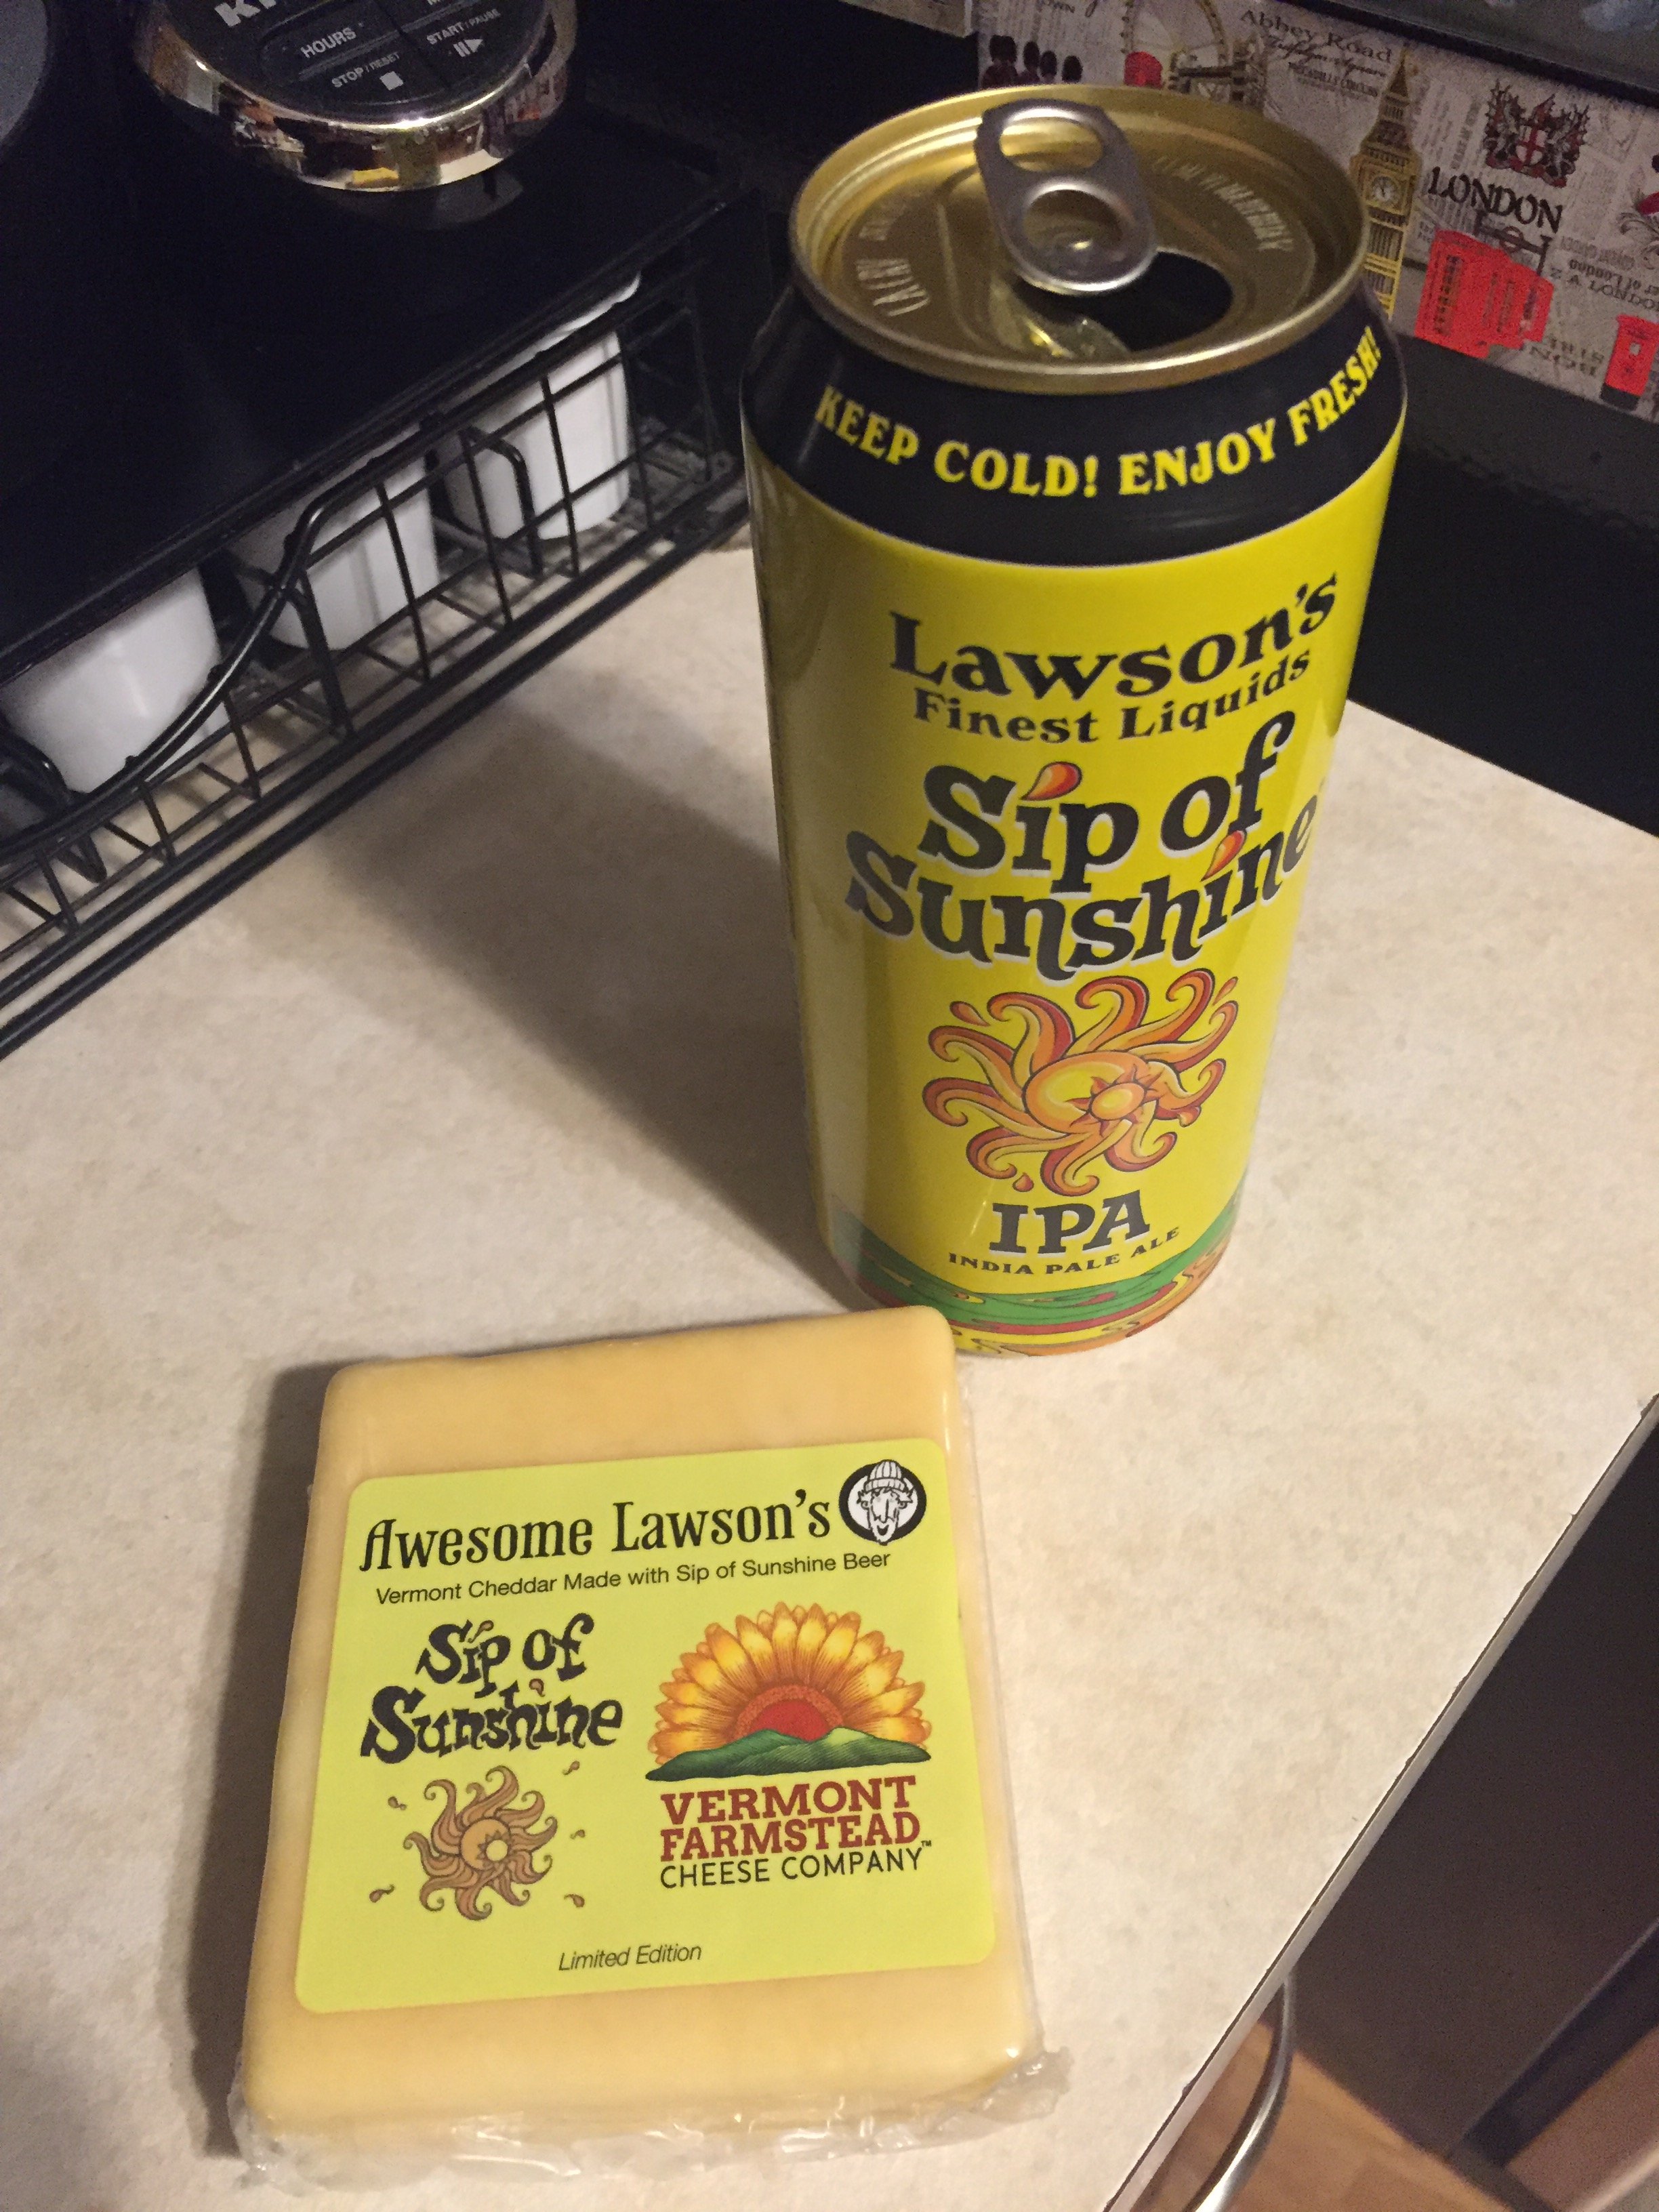 HOURS
START/PAUSE
STOP/RESET
Abbey Road
LONDON
KEEP COLD! ENJOY FRESH!
Lawson's
Finest Liquids
Sip of
Sunshine
IPA
INDIA PALE ALE
Awesome Lawson's
Vermont Cheddar Made with Sip of Sunshine Beer
Sip of
Sunshine
VERMONT
FARMSTEAD™
CHEESE COMPANY
Limited Edition